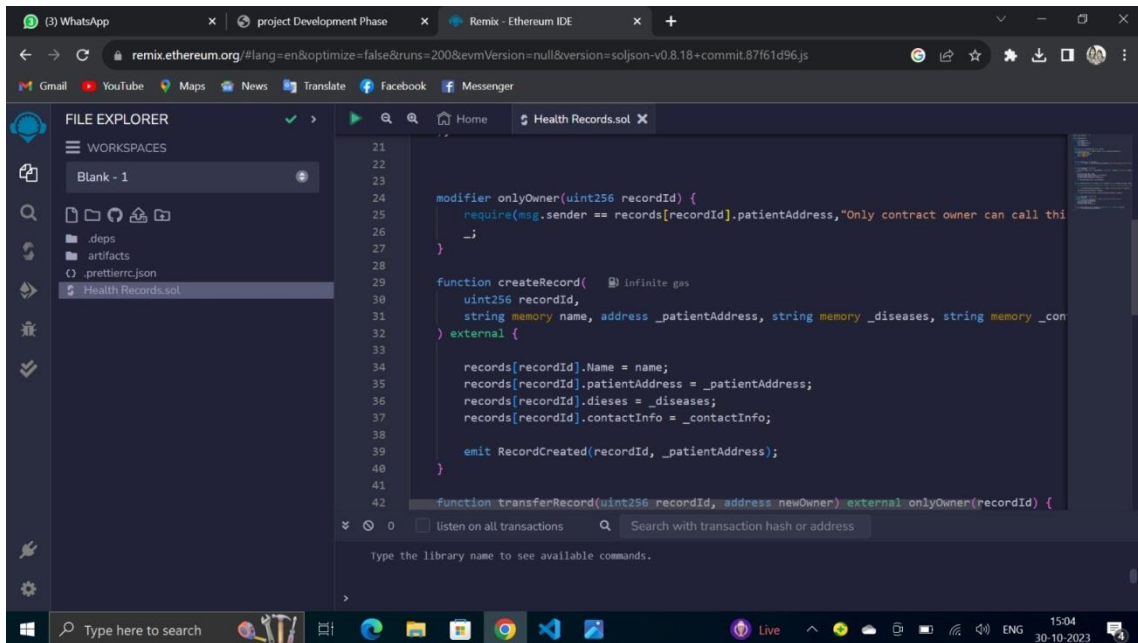 (3) WhatsApp
project Development Phase
Remix - Ethereum IDE
remix.ethereum.org/#lang=en&optimize=false&runs=200&evmVersion=null&version=soljson-v0.8.18+commit.87f61d96.js
Gmail YouTube Maps News Translate Facebook Messenger
FILE EXPLORER
WORKSPACES
Blank - 1
.deps
artifacts
.prettierrc.json
Health Records.sol
Home Health Records.sol
21
22
23
24 modifier onlyOwner(uint256 recordId) {
25 require(msg.sender == records[recordId].patientAddress,"Only contract owner can call thi
26 _;
27 }
28
29 function createRecord( infinite gas
30 uint256 recordId,
31 string memory name, address _patientAddress, string memory _diseases, string memory _con
32 ) external {
33
34 records[recordId].Name = name;
35 records[recordId].patientAddress = _patientAddress;
36 records[recordId].dieses = _diseases;
37 records[recordId].contactInfo = _contactInfo;
38
39 emit RecordCreated(recordId, _patientAddress);
40 }
41
42 function transferRecord(uint256 recordId, address newOwner) external onlyOwner(recordId) {
0 listen on all transactions Search with transaction hash or address
Type the library name to see available commands.
>
Type here to search
Live
ENG
15:04
30-10-2023